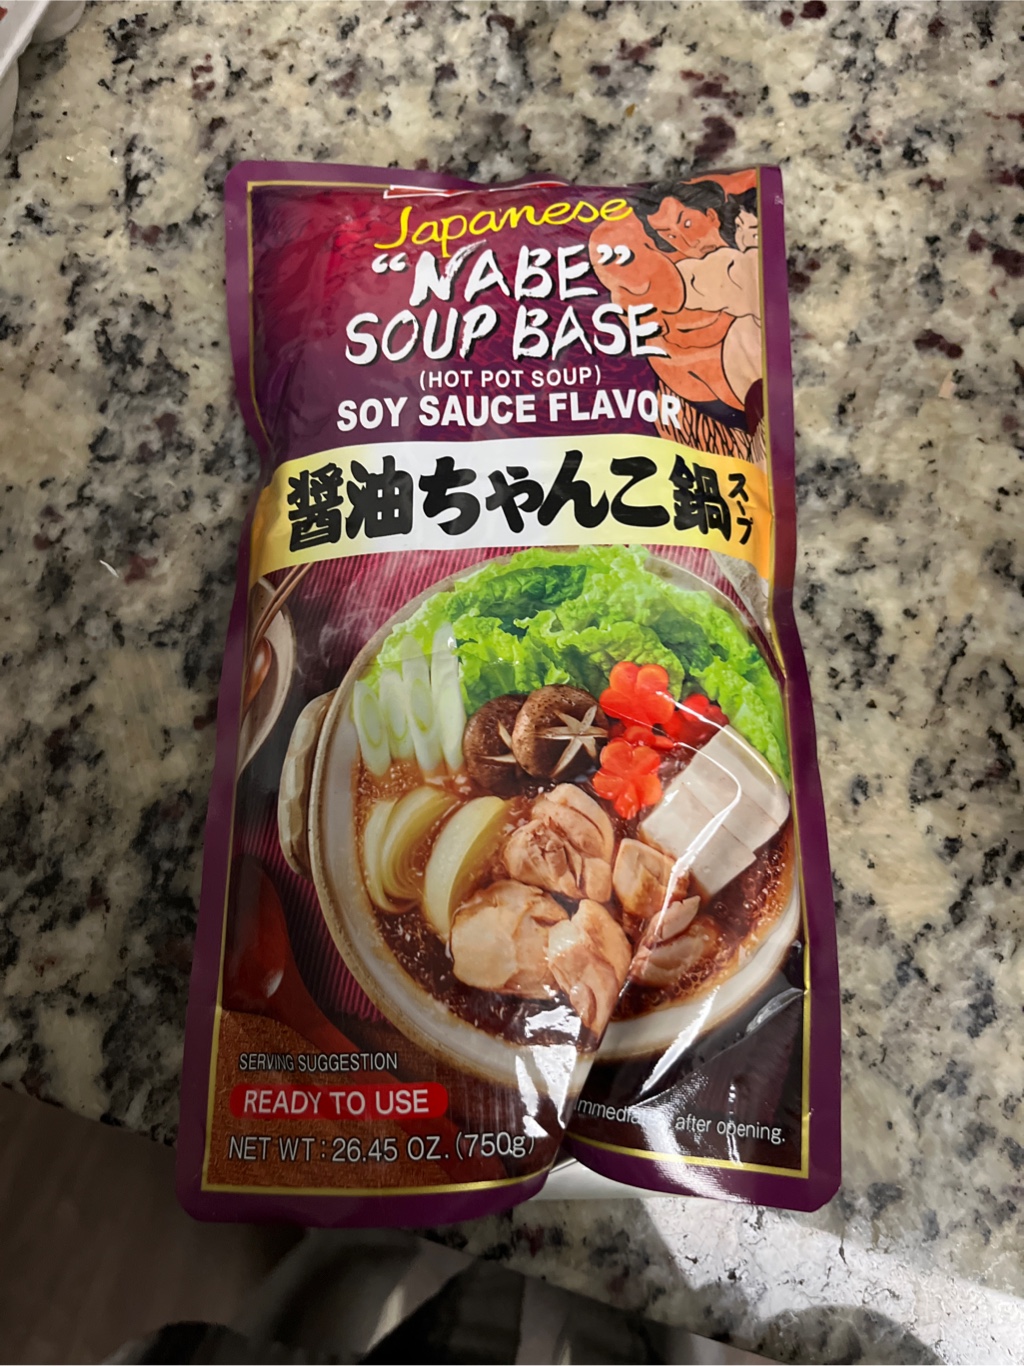 Japanese
“NABE”
SOUP BASE
(HOT POT SOUP)
SOY SAUCE FLAVOR
醤油ちゃんこ鍋スープ
SERVING SUGGESTION
READY TO USE
after opening.
NET WT: 26.45 OZ. (750g)